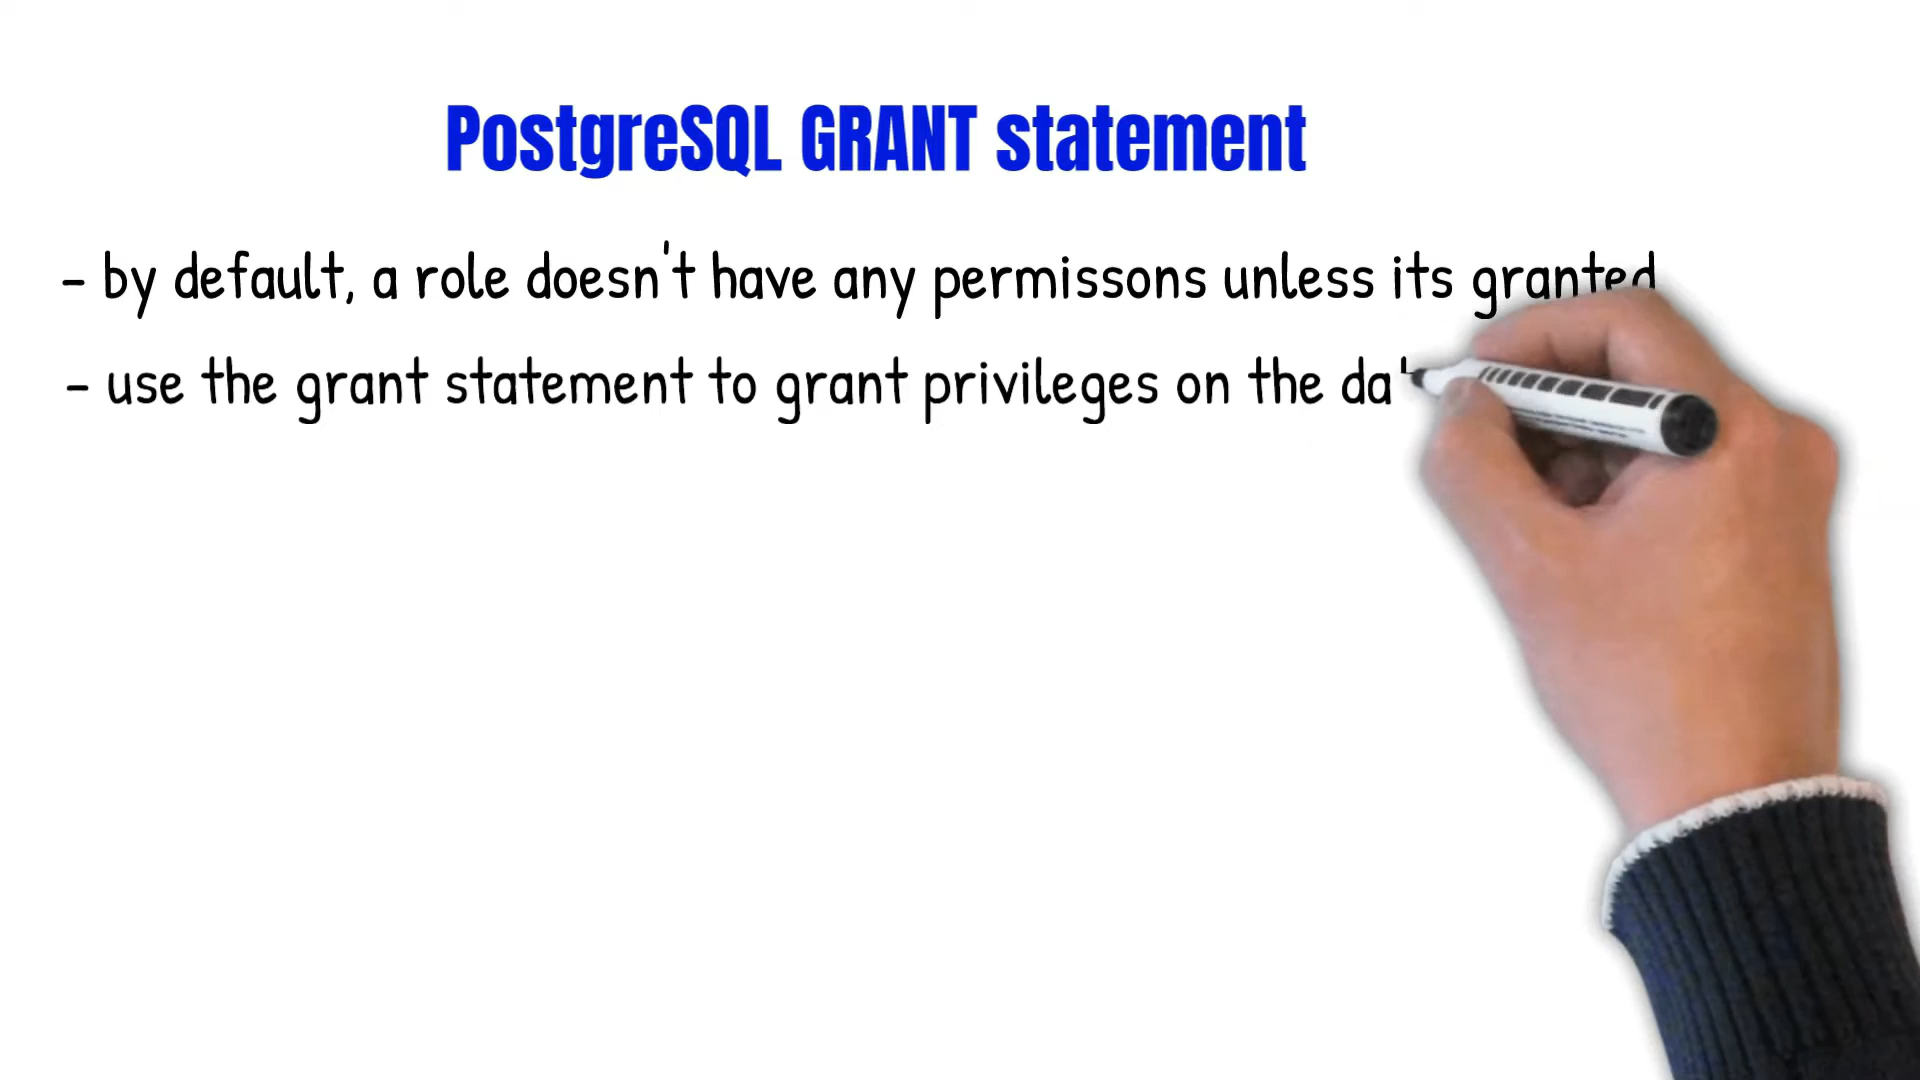 PostgreSQL GRANT statement
- by default, a role doesn't have any permissons unless its granted
- use the grant statement to grant privileges on the